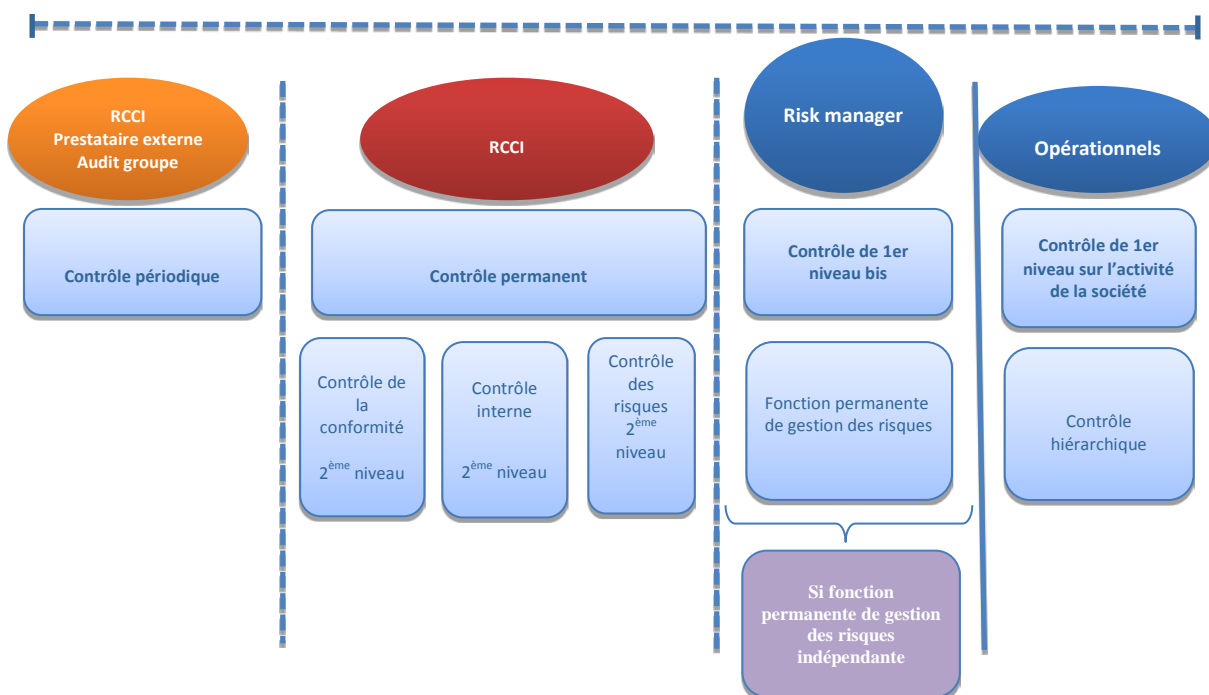 RCCI
Prestataire externe
Audit groupe
RCCI
Risk manager
Opérationnels
Contrôle périodique
Contrôle permanent
Contrôle de 1er
niveau bis
Contrôle de 1er
niveau sur l’activité
de la société
Contrôle de
la
conformité
2ème niveau
Contrôle
interne
2ème niveau
Contrôle
des
risques
2ème
niveau
Fonction permanente
de gestion des risques
Contrôle
hiérarchique
Si fonction
permanente de gestion
des risques
indépendante